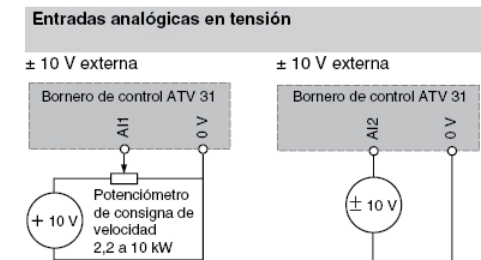 Entradas analógicas en tensión
± 10 V externa
Bornero de control ATV 31
AI1
0 V
+ 10 V
Potenciómetro
de consigna de
velocidad
2,2 a 10 kW
± 10 V externa
Bornero de control ATV 31
AI2
0 V
± 10 V